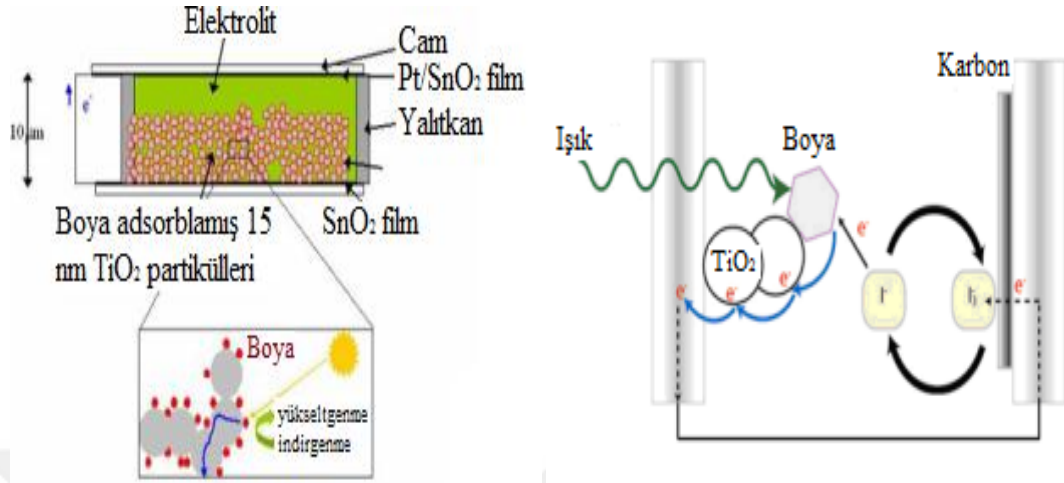 Elektrolit
Cam
Pt/SnO₂ film
Yalıtkan
e⁻
10 µm
Boya adsorblamış 15
nm TiO₂ partikülleri
SnO₂ film
Boya
yükseltgenme
indirgenme
Karbon
Işık
Boya
TiO₂
e⁻
e⁻
e⁻
e⁻
e⁻
I⁻